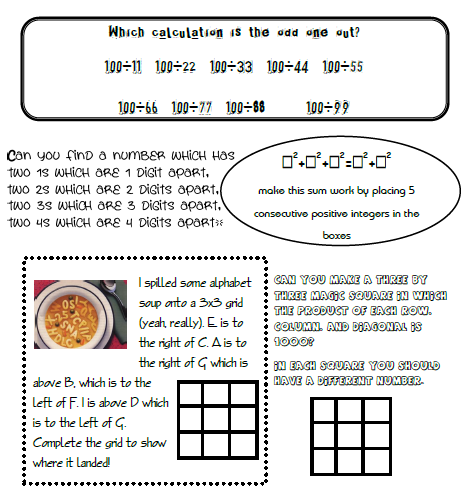 Which calculation is the odd one out?
100÷11 100÷22 100÷33 100÷44 100÷55
100÷66 100÷77 100÷88 100÷99
Can you find a number which has
two 1s which are 1 digit apart,
two 2s which are 2 digits apart,
two 3s which are 3 digits apart,
two 4s which are 4 digits apart?
□²+□²+□²=□²+□²
make this sum work by placing 5
consecutive positive integers in the
boxes
I spilled some alphabet
soup onto a 3x3 grid
(yeah, really). E is to
the right of C. A is to
the right of G which is
above B, which is to the
left of F. I is above D which
is to the left of G.
Complete the grid to show
where it landed!
Can you make a three by
three magic square in which
the product of each row,
column, and diagonal is
1000?
In each square you should
have a different number.